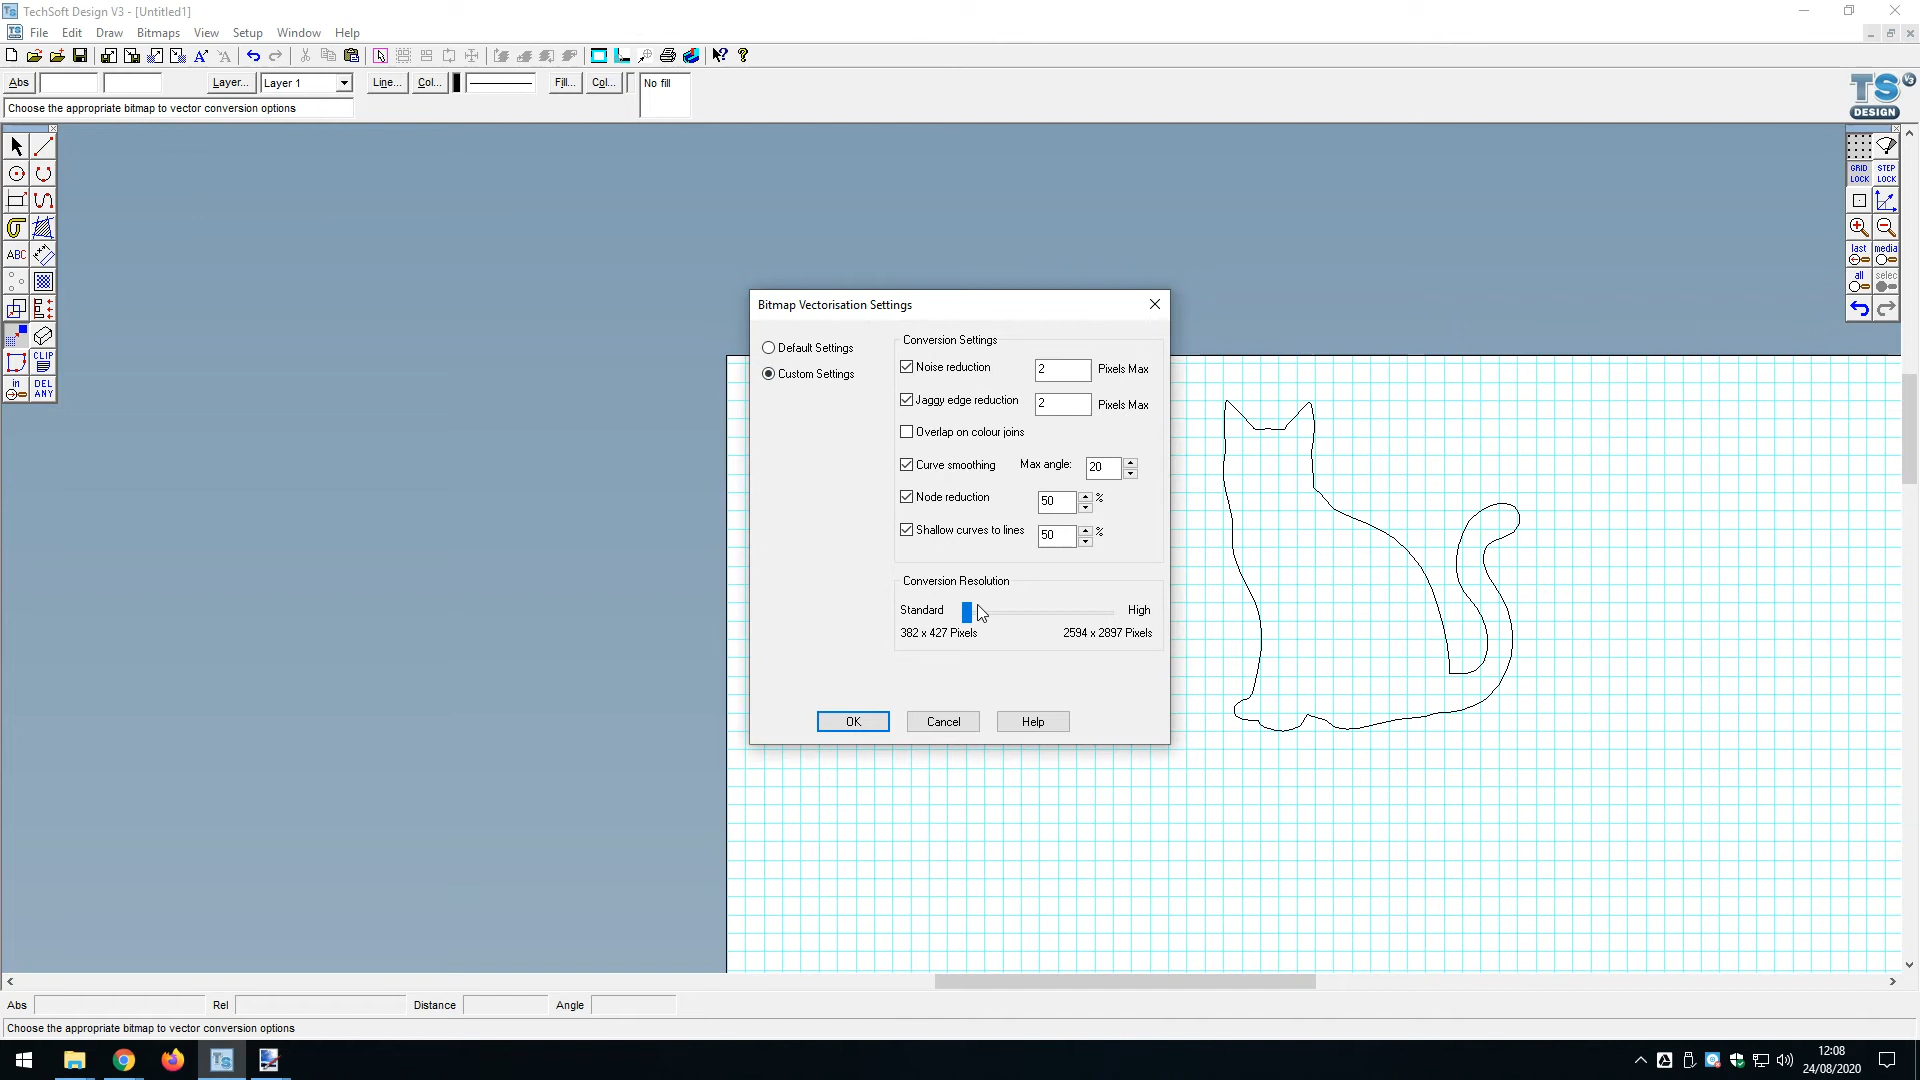 TS TechSoft Design V3 - [Untitled1]
File Edit Draw Bitmaps View Setup Window Help
Abs Layer... Layer 1 Line... Col... Fill... Col... No fill
Choose the appropriate bitmap to vector conversion options
TS V3
DESIGN
GRID LOCK STEP LOCK
ABC
last media
all selec
CLIP
in DEL ANY
Bitmap Vectorisation Settings
Default Settings
Custom Settings
Conversion Settings
Noise reduction 2 Pixels Max
Jaggy edge reduction 2 Pixels Max
Overlap on colour joins
Curve smoothing Max angle: 20
Node reduction 50 %
Shallow curves to lines 50 %
Conversion Resolution
Standard High
382 x 427 Pixels 2594 x 2897 Pixels
OK Cancel Help
Abs Rel Distance Angle
Choose the appropriate bitmap to vector conversion options
12:08
24/08/2020